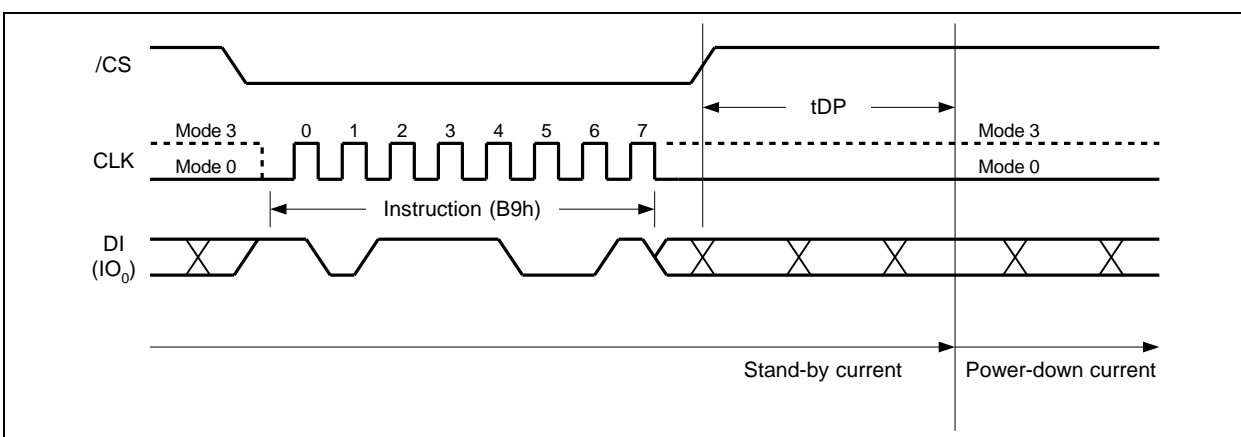 /CS
tDP
Mode 3
0 1 2 3 4 5 6 7
Mode 3
CLK
Mode 0
Mode 0
Instruction (B9h)
DI
(IO₀)
Stand-by current
Power-down current